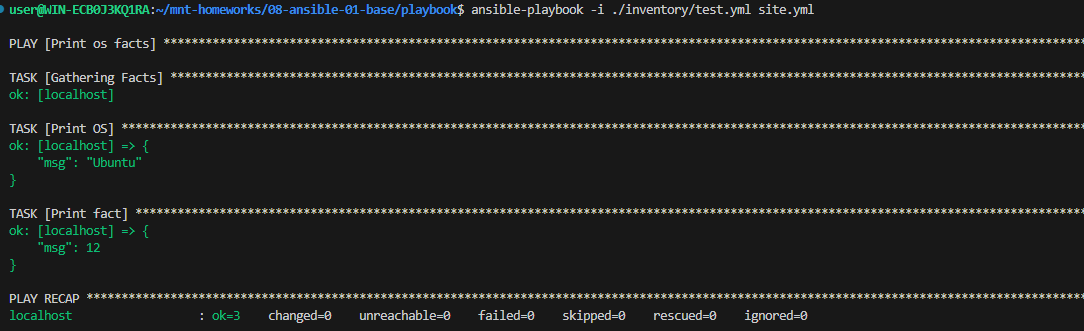 user@WIN-ECB0J3KQ1RA:~/mnt-homeworks/08-ansible-01-base/playbook$ ansible-playbook -i ./inventory/test.yml site.yml
PLAY [Print os facts] ************************************************************************************************************************************
TASK [Gathering Facts] ***********************************************************************************************************************************
ok: [localhost]
TASK [Print OS] ******************************************************************************************************************************************
ok: [localhost] => {
    "msg": "Ubuntu"
}
TASK [Print fact] ****************************************************************************************************************************************
ok: [localhost] => {
    "msg": 12
}
PLAY RECAP ***********************************************************************************************************************************************
localhost                  : ok=3    changed=0    unreachable=0    failed=0    skipped=0    rescued=0    ignored=0